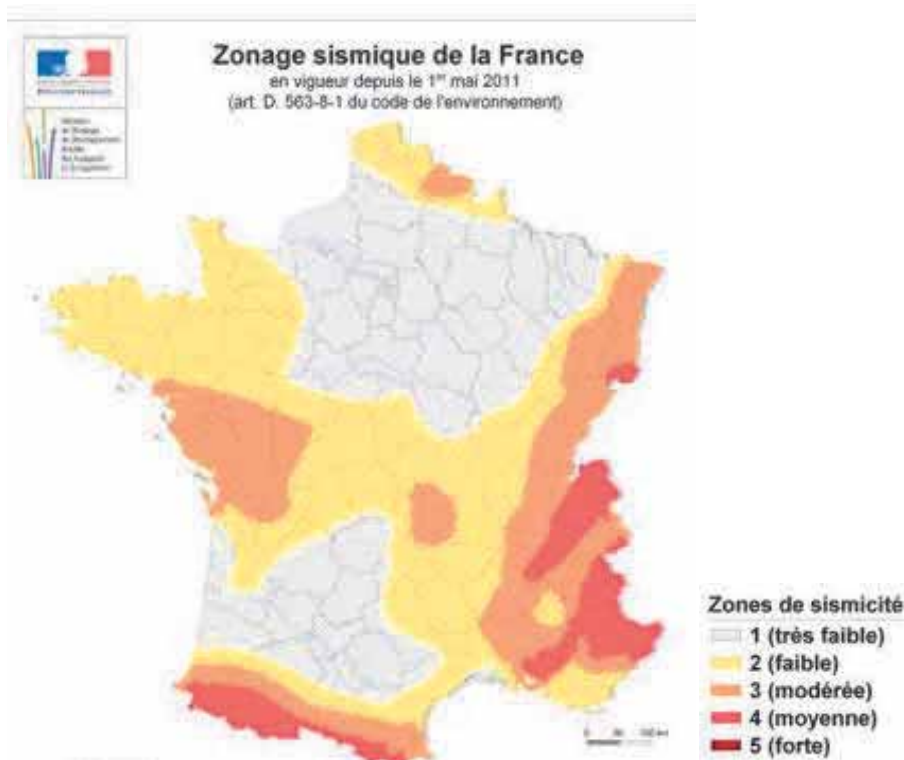 Zonage sismique de la France
en vigueur depuis le 1er mai 2011
(art. D. 563-8-1 du code de l'environnement)
Zones de sismicité
1 (très faible)
2 (faible)
3 (modérée)
4 (moyenne)
5 (forte)